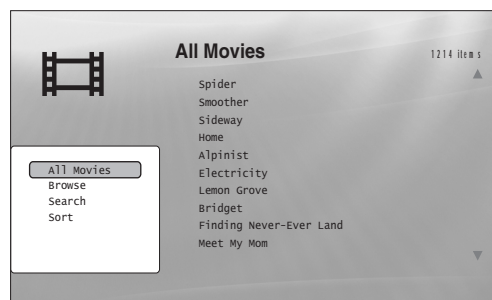 All Movies
1214 items
Spider
Smoother
Sideway
Home
Alpinist
Electricity
Lemon Grove
Bridget
Finding Never-Ever Land
Meet My Mom
All Movies
Browse
Search
Sort